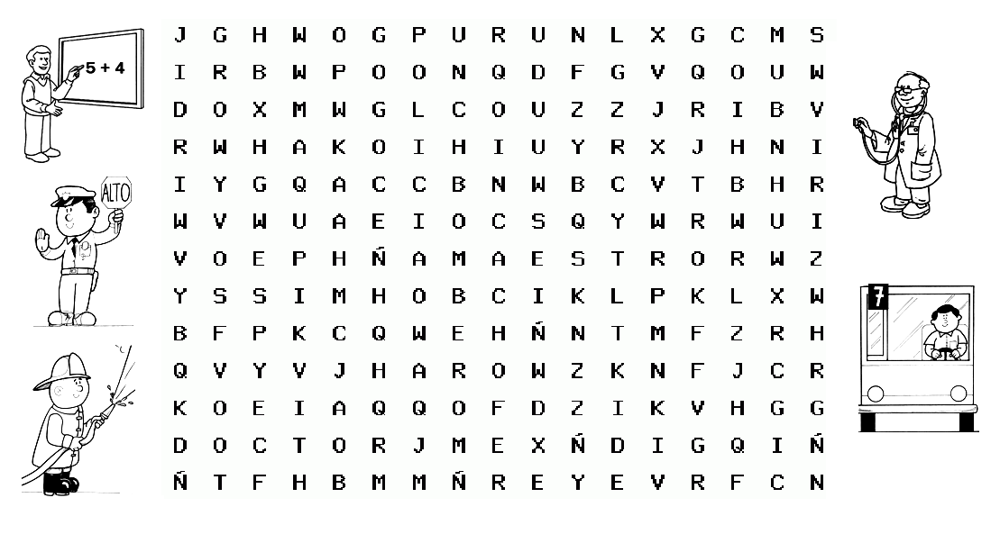 J G H W O G P U R U N L X G C M S
5 + 4
I R B W P O O N Q D F G V Q O U W
D O X M W G L C O U Z Z J R I B V
R W H A K O I H I U Y R X J H N I
ALTO
I Y G Q A C C B N W B C V T B H R
W V W U A E I O C S Q Y W R W U I
V O E P H Ñ A M A E S T R O R W Z
Y S S I M H O B C I K L P K L X W
7
B F P K C Q W E H Ñ N T M F Z R H
Q V Y V J H A R O W Z K N F J C R
K O E I A Q Q O F D Z I K V H G G
D O C T O R J M E X Ñ D I G Q I Ñ
Ñ T F H B M M Ñ R E Y E V R F C N